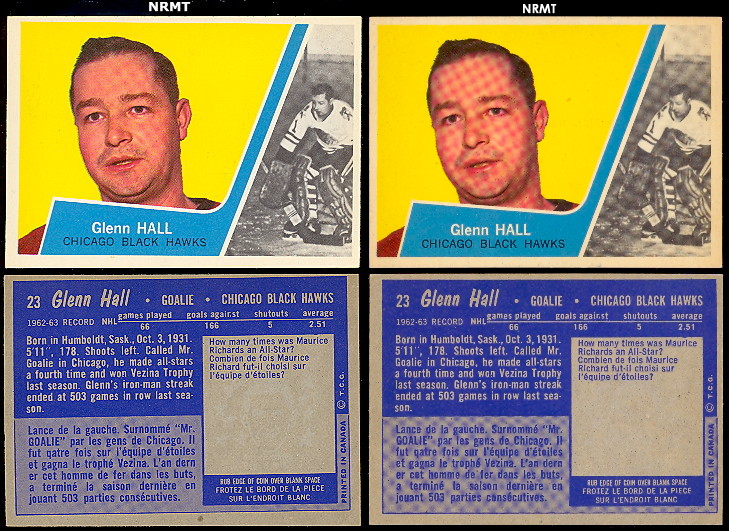 NRMT
NRMT
Glenn HALL
CHICAGO BLACK HAWKS
Glenn HALL
CHICAGO BLACK HAWKS
23 Glenn Hall • GOALIE • CHICAGO BLACK HAWKS
games played goals against shutouts average
1962-63 RECORD NHL 66 166 5 2.51
Born in Humboldt, Sask., Oct. 3, 1931.
5'11", 178. Shoots left. Called Mr.
Goalie in Chicago, he made all-stars
a fourth time and won Vezina Trophy
last season. Glenn's iron-man streak
ended at 503 games in row last sea-
son.
Lance de la gauche. Surnommé "Mr.
GOALIE" par les gens de Chicago. Il
fut qatre fois sur l'équipe d'étoiles
et gagna le trophé Vezina. L'an dern
er cet homme de fer dans les buts,
a terminé la saison dernière en
jouant 503 parties consécutives.
How many times was Maurice
Richards an All-Star?
Combien de fois Maurice
Richard fut-il choisi sur
l'équipe d'étoiles?
RUB EDGE OF COIN OVER BLANK SPACE
FROTEZ LE BORD DE LA PIECE
SUR L'ENDROIT BLANC
PRINTED IN CANADA © T.C.G.
23 Glenn Hall • GOALIE • CHICAGO BLACK HAWKS
games played goals against shutouts average
1962-63 RECORD NHL 66 166 5 2.51
Born in Humboldt, Sask., Oct. 3, 1931.
5'11", 178. Shoots left. Called Mr.
Goalie in Chicago, he made all-stars
a fourth time and won Vezina Trophy
last season. Glenn's iron-man streak
ended at 503 games in row last sea-
son.
Lance de la gauche. Surnommé "Mr.
GOALIE" par les gens de Chicago. Il
fut qatre fois sur l'équipe d'étoiles
et gagna le trophé Vezina. L'an dern
er cet homme de fer dans les buts,
a terminé la saison dernière en
jouant 503 parties consécutives.
How many times was Maurice
Richards an All-Star?
Combien de fois Maurice
Richard fut-il choisi sur
l'équipe d'étoiles?
RUB EDGE OF COIN OVER BLANK SPACE
FROTEZ LE BORD DE LA PIECE
SUR L'ENDROIT BLANC
PRINTED IN CANADA © T.C.G.